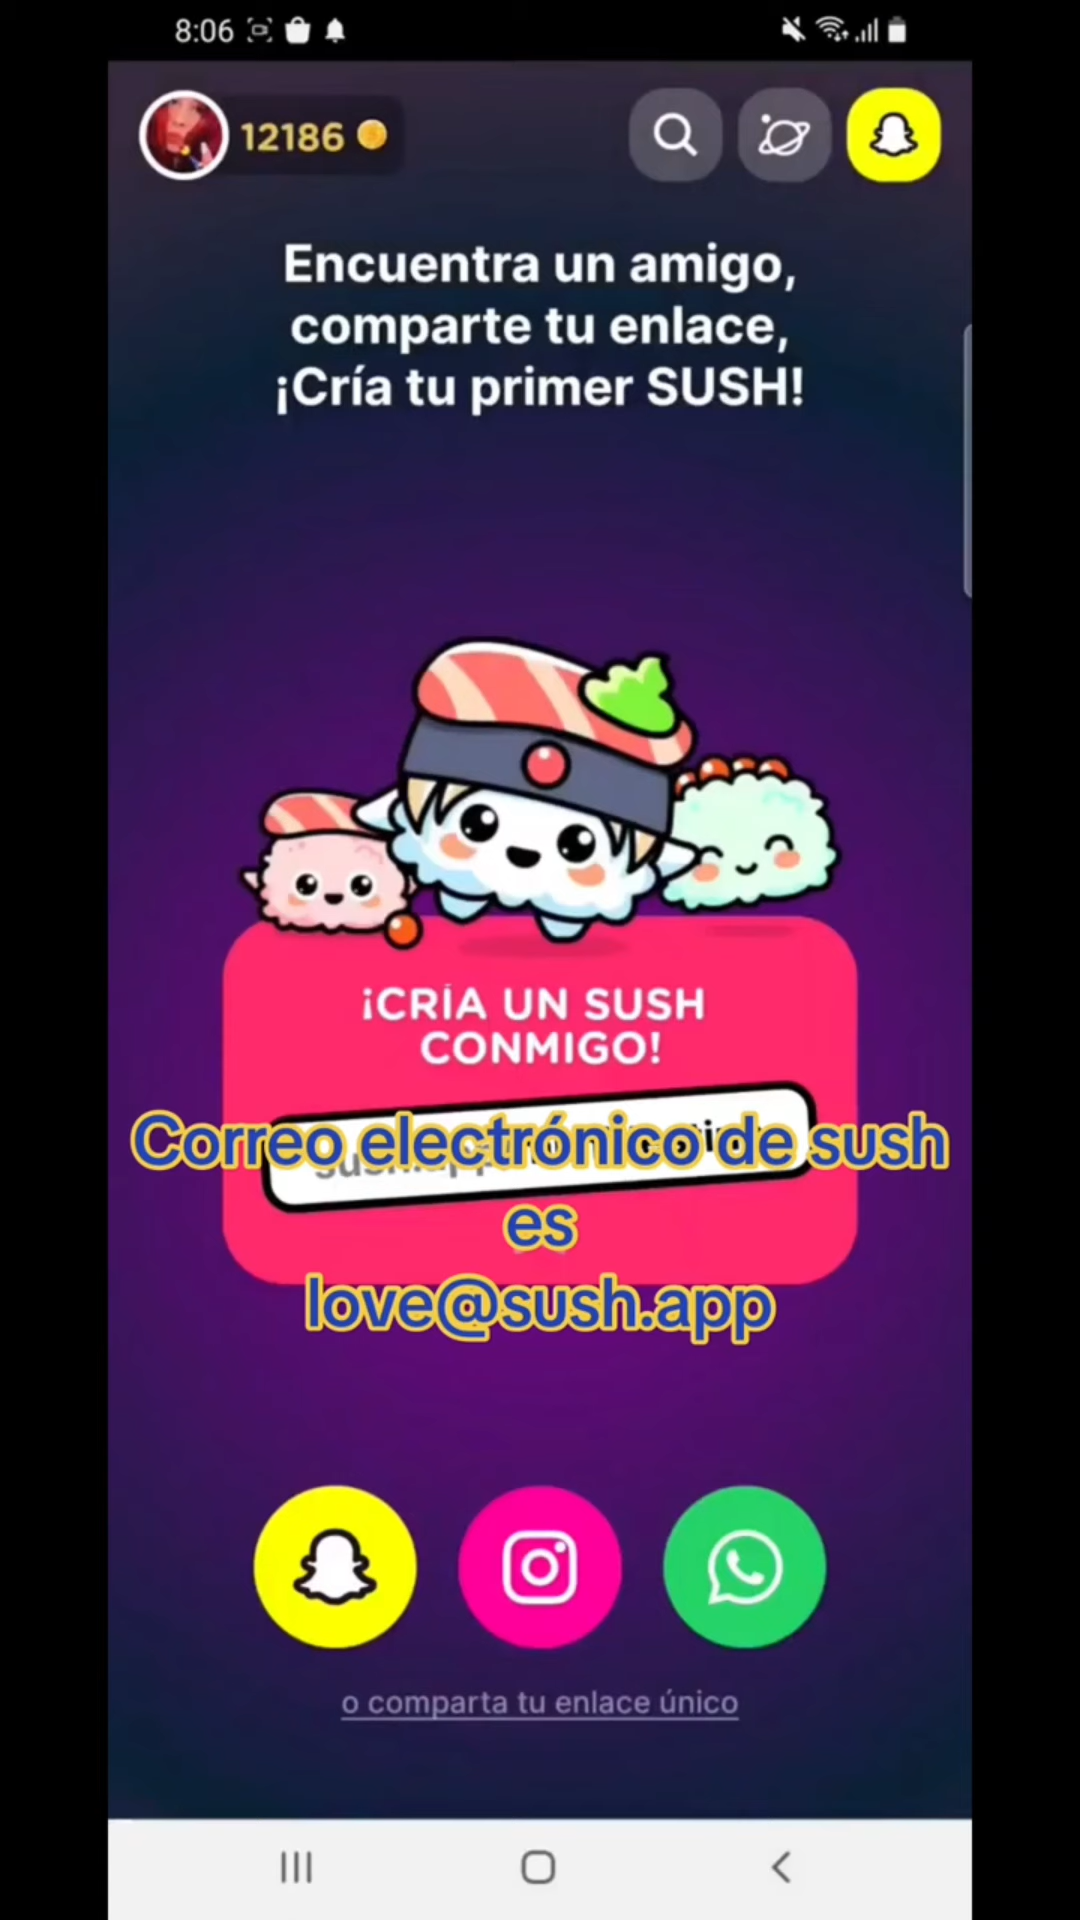 8:06
12186
Encuentra un amigo,
comparte tu enlace,
¡Cría tu primer SUSH!
¡CRÍA UN SUSH
CONMIGO!
Correo electrónico de sush
es
love@sush.app
o comparta tu enlace único